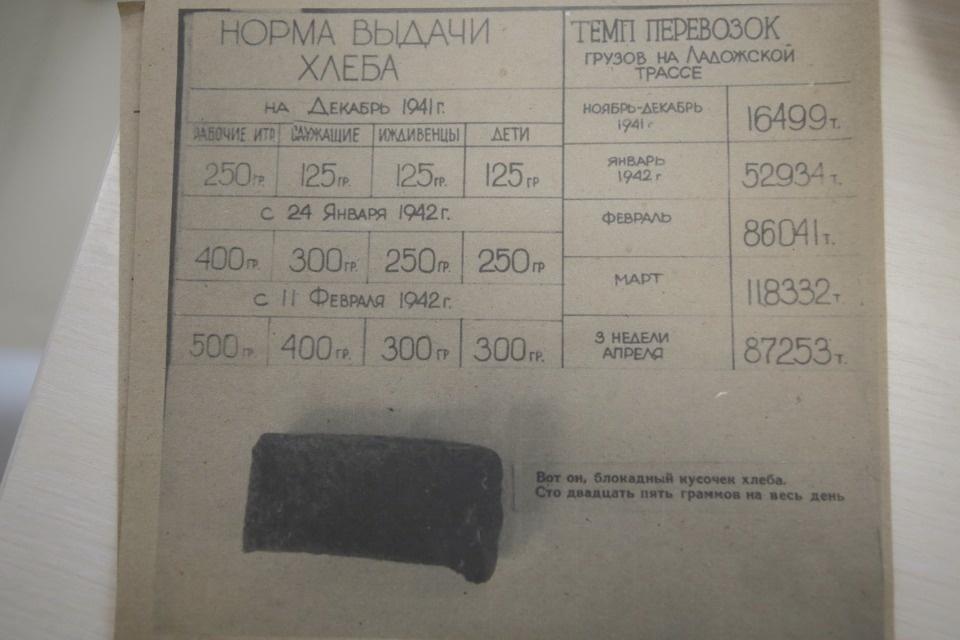 НОРМА ВЫДАЧИ
ХЛЕБА
НА ДЕКАБРЬ 1941 г.
РАБОЧИЕ ИТР СЛУЖАЩИЕ ИЖДИВЕНЦЫ ДЕТИ
250 гр. 125 гр. 125 гр. 125 гр
с 24 ЯНВАРЯ 1942 г.
400 гр. 300 гр. 250 гр. 250 гр
с 11 ФЕВРАЛЯ 1942 г.
500 гр. 400 гр. 300 гр 300 гр.
ТЕМП ПЕРЕВОЗОК
ГРУЗОВ НА ЛАДОЖСКОЙ
ТРАССЕ
НОЯБРЬ-ДЕКАБРЬ
1941 г
16499 т.
ЯНВАРЬ
1942 г
52934 т.
ФЕВРАЛЬ
86041 т.
МАРТ
118332 т
3 НЕДЕЛИ
АПРЕЛЯ
87253 т.
Вот он, блокадный кусочек хлеба.
Сто двадцать пять граммов на весь день